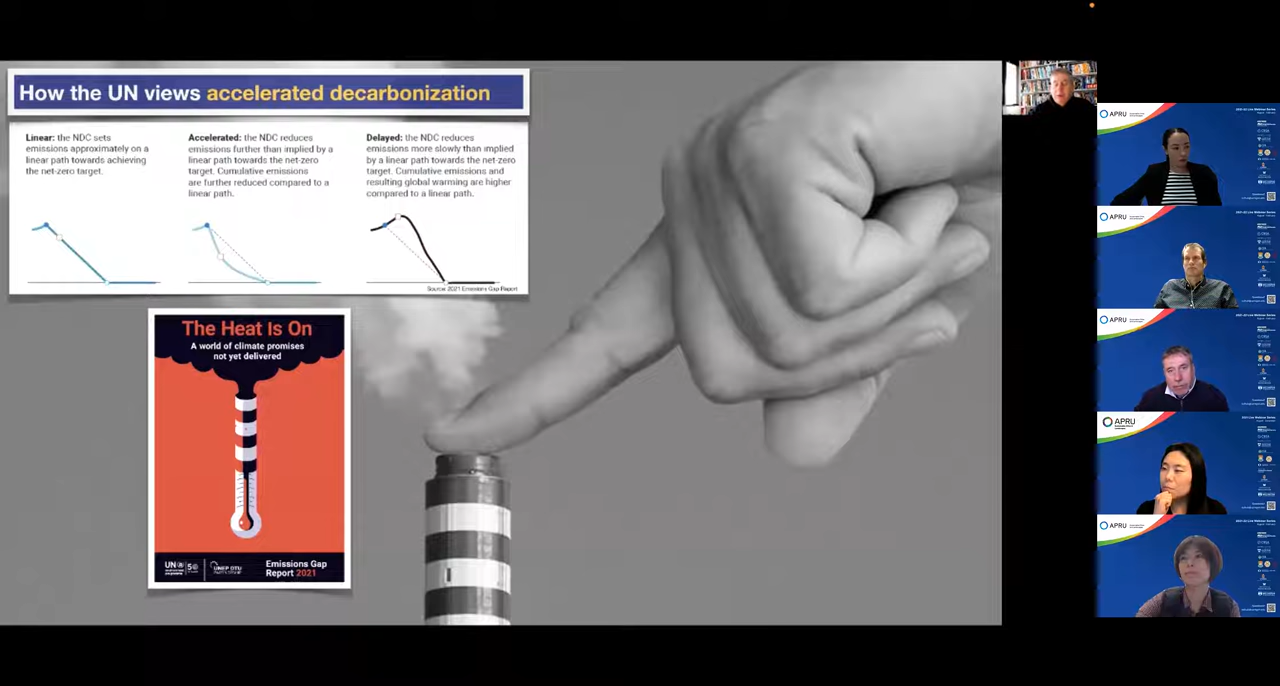 How the UN views accelerated decarbonization
Linear: the NDC sets
emissions approximately on a
linear path towards achieving
the net-zero target.
Accelerated: the NDC reduces
emissions further than implied by a
linear path towards the net-zero
target. Cumulative emissions
are further reduced compared to a
linear path.
Delayed: the NDC reduces
emissions more slowly than implied
by a linear path towards the net-zero
target. Cumulative emissions and
resulting global warming are higher
compared to a linear path.
Source: 2021 Emissions Gap Report
The Heat Is On
A world of climate promises
not yet delivered
UN
50
Emissions Gap
Report 2021
APRU
APRU
APRU
APRU
APRU